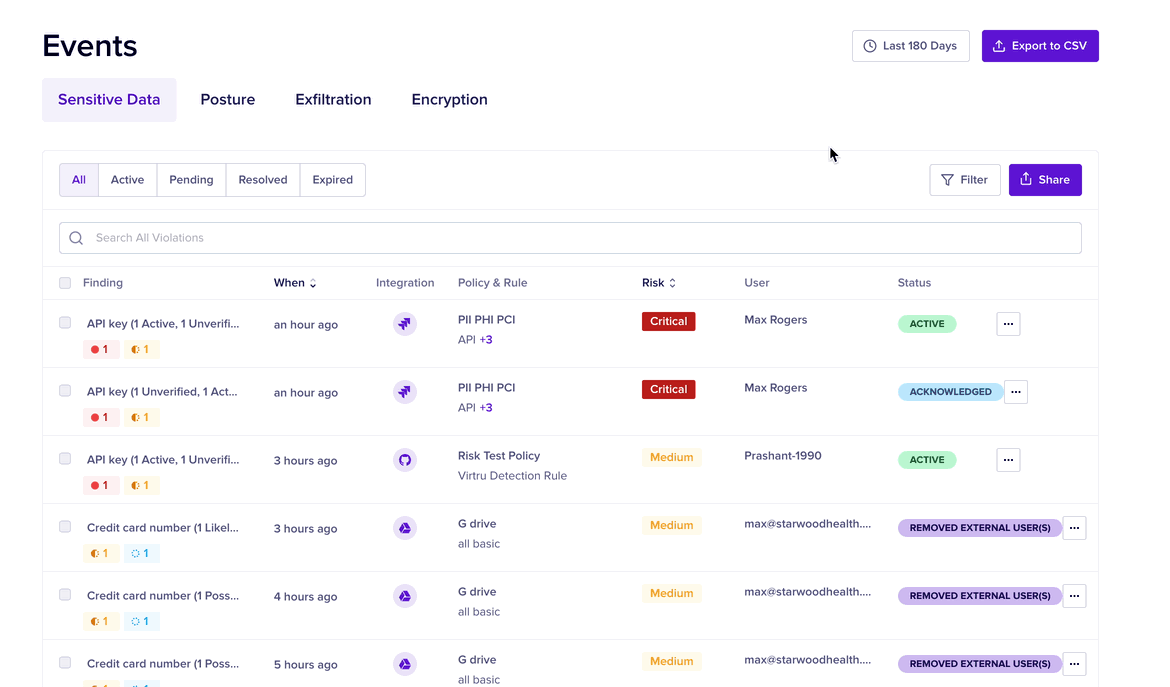 Events
Last 180 Days
Export to CSV
Sensitive Data
Posture
Exfiltration
Encryption
All
Active
Pending
Resolved
Expired
Filter
Share
Search All Violations
Finding
When
Integration
Policy & Rule
Risk
User
Status
API key (1 Active, 1 Unverifi...
an hour ago
PII PHI PCI
Critical
Max Rogers
ACTIVE
...
API +3
1
1
API key (1 Unverified, 1 Act...
an hour ago
PII PHI PCI
Critical
Max Rogers
ACKNOWLEDGED
...
API +3
1
1
API key (1 Active, 1 Unverifi...
3 hours ago
Risk Test Policy
Medium
Prashant-1990
ACTIVE
...
Virtru Detection Rule
1
1
Credit card number (1 Likel...
3 hours ago
G drive
Medium
max@starwoodhealth....
REMOVED EXTERNAL USER(S)
...
all basic
1
1
Credit card number (1 Poss...
4 hours ago
G drive
Medium
max@starwoodhealth....
REMOVED EXTERNAL USER(S)
...
all basic
1
1
Credit card number (1 Poss...
5 hours ago
G drive
Medium
max@starwoodhealth....
REMOVED EXTERNAL USER(S)
...
all basic